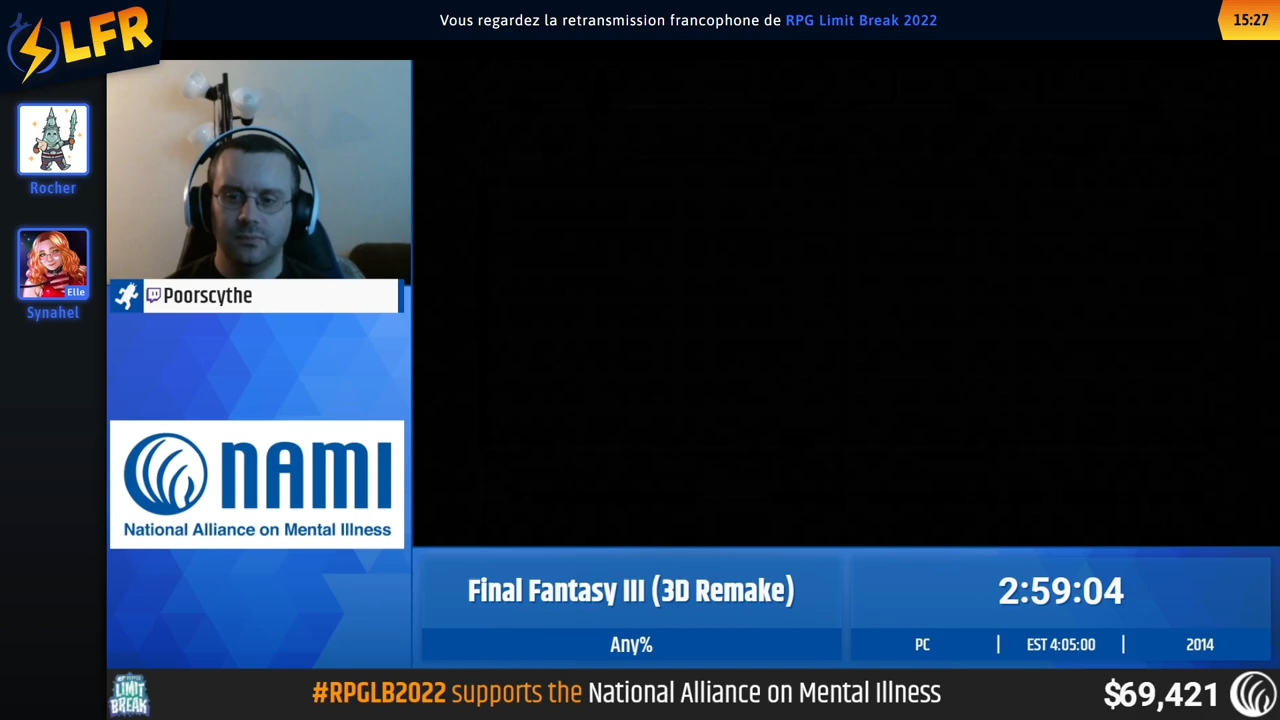 LFR
Vous regardez la retransmission francophone de RPG Limit Break 2022
15:27
Rocher
Elle
Synahel
Poorscythe
NAMI
National Alliance on Mental Illness
Final Fantasy III (3D Remake)
Any%
2:59:04
PC | EST 4:05:00 | 2014
LIMIT
BREAK
#RPGLB2022 supports the National Alliance on Mental Illness
$69,421